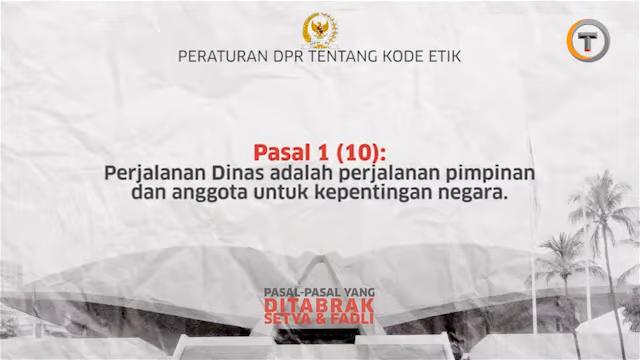 PERATURAN DPR TENTANG KODE ETIK
T
Pasal 1 (10):
Perjalanan Dinas adalah perjalanan pimpinan
dan anggota untuk kepentingan negara.
PASAL-PASAL YANG
DITABRAK
SETYA & FADLI